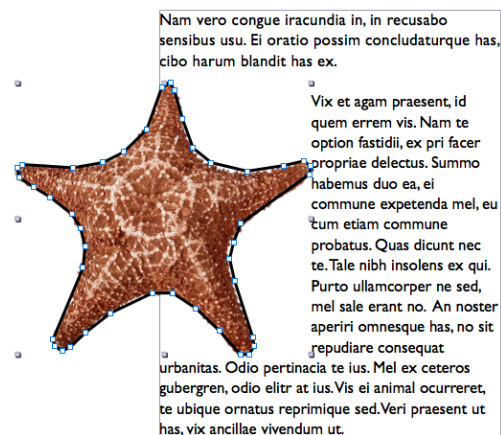 Nam vero congue iracundia in, in recusabo
sensibus usu. Ei oratio possim concludaturque has,
cibo harum blandit has ex.
Vix et agam praesent, id
quem errem vis. Nam te
option fastidii, ex pri facer
propriae delectus. Summo
habemus duo ea, ei
commune expetenda mel, eu
cum etiam commune
probatus. Quas dicunt nec
te. Tale nibh insolens ex qui.
Purto ullamcorper ne sed,
mel sale erant no. An noster
aperiri omnesque has, no sit
repudiare consequat
urbanitas. Odio pertinacia te ius. Mel ex ceteros
gubergren, odio elitr at ius. Vis ei animal ocurreret,
te ubique ornatus reprimique sed. Veri praesent ut
has, vix ancillae vivendum ut.